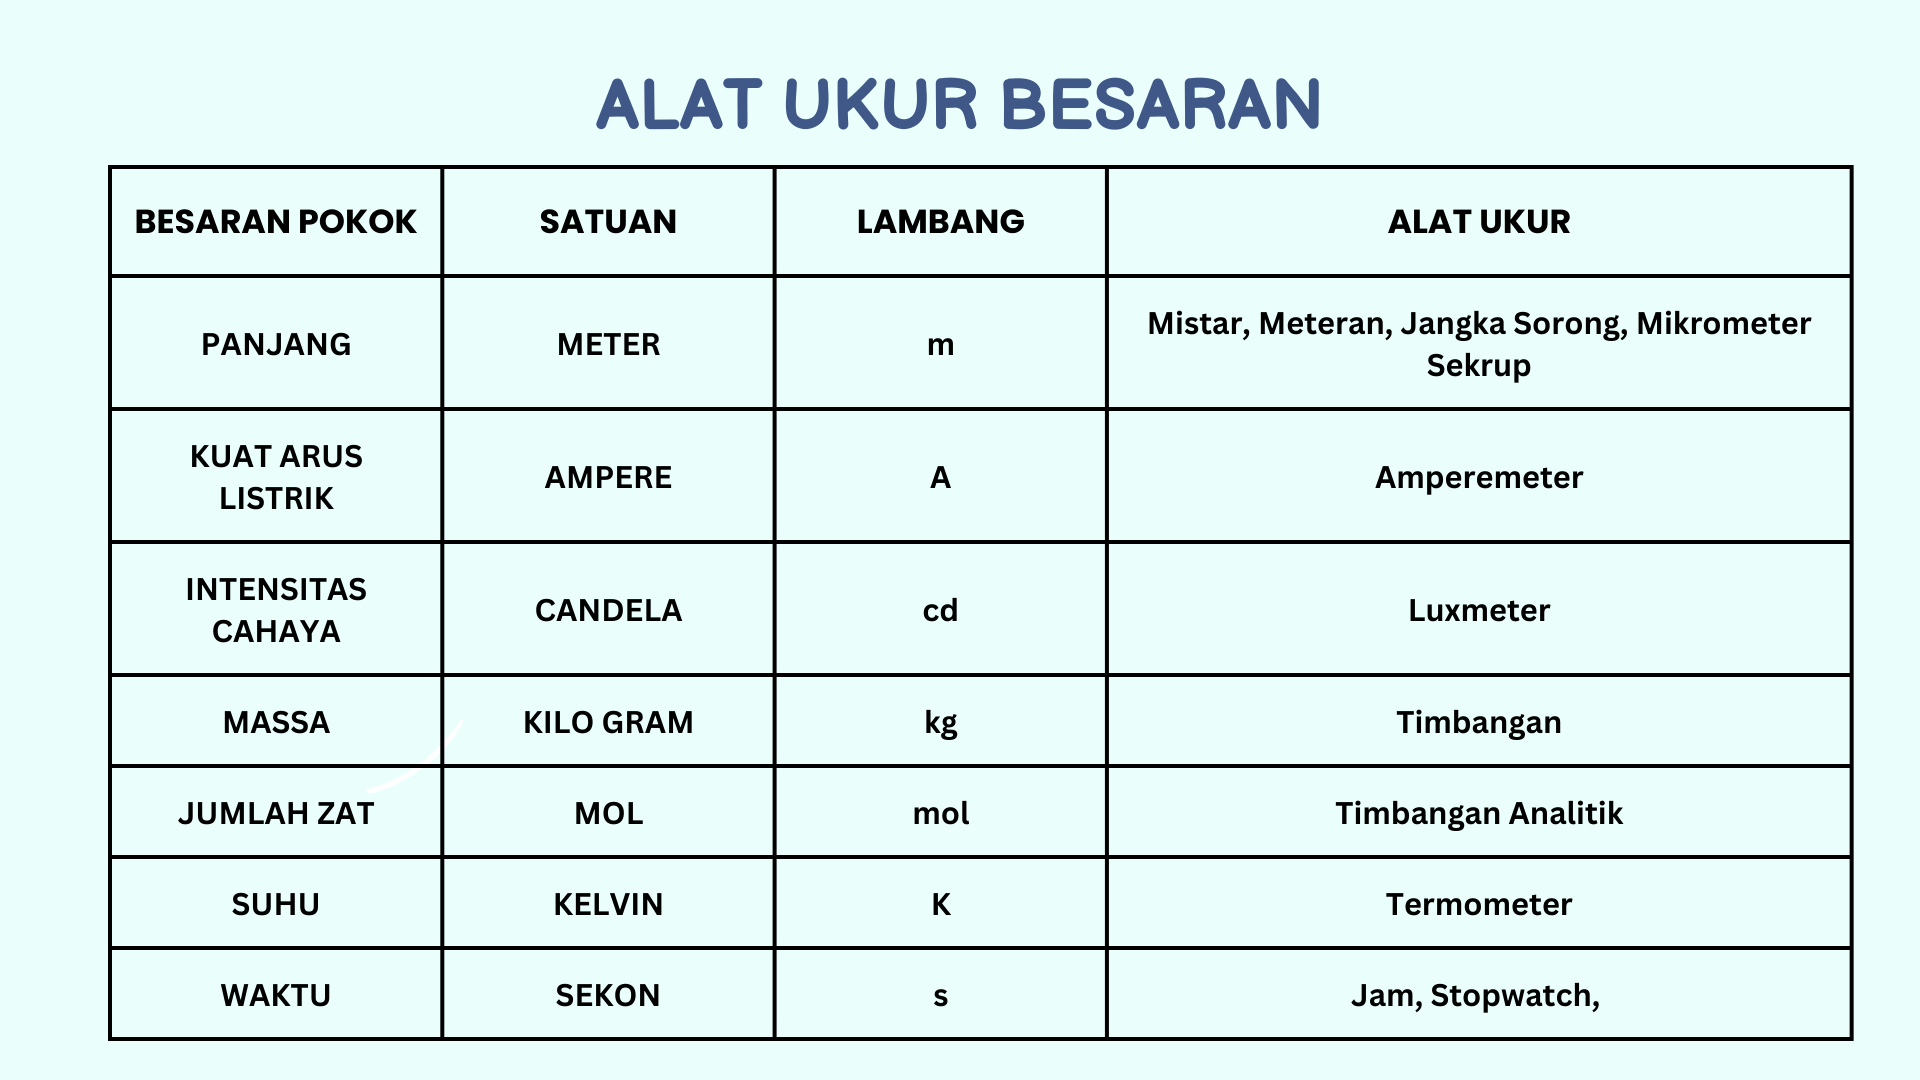 ALAT UKUR BESARAN
BESARAN POKOK SATUAN LAMBANG ALAT UKUR
PANJANG METER m Mistar, Meteran, Jangka Sorong, Mikrometer
Sekrup
KUAT ARUS
LISTRIK AMPERE A Amperemeter
INTENSITAS
CAHAYA CANDELA cd Luxmeter
MASSA KILO GRAM kg Timbangan
JUMLAH ZAT MOL mol Timbangan Analitik
SUHU KELVIN K Termometer
WAKTU SEKON s Jam, Stopwatch,